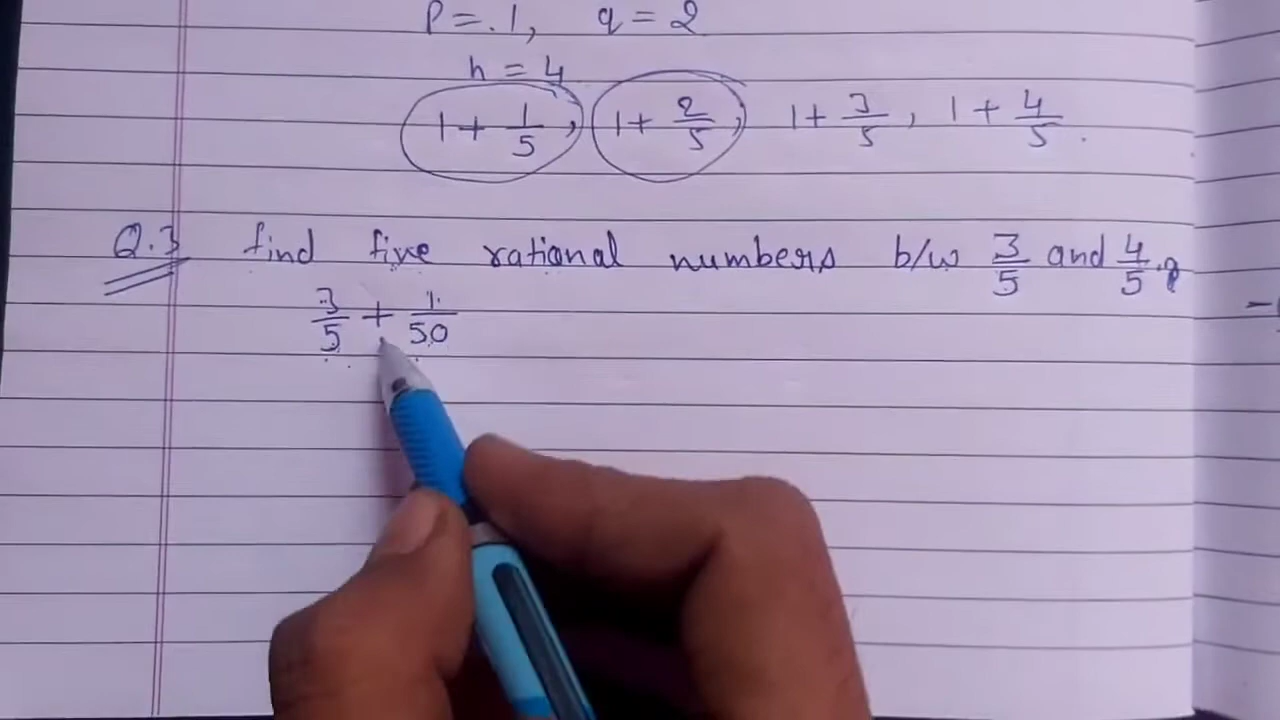 P = . 1, q = 2
n = 4
1 + 1/5, 1 + 2/5, 1 + 3/5, 1 + 4/5.
Q.3 find five rational numbers b/w 3/5 and 4/5.?
3/5 + 1/50